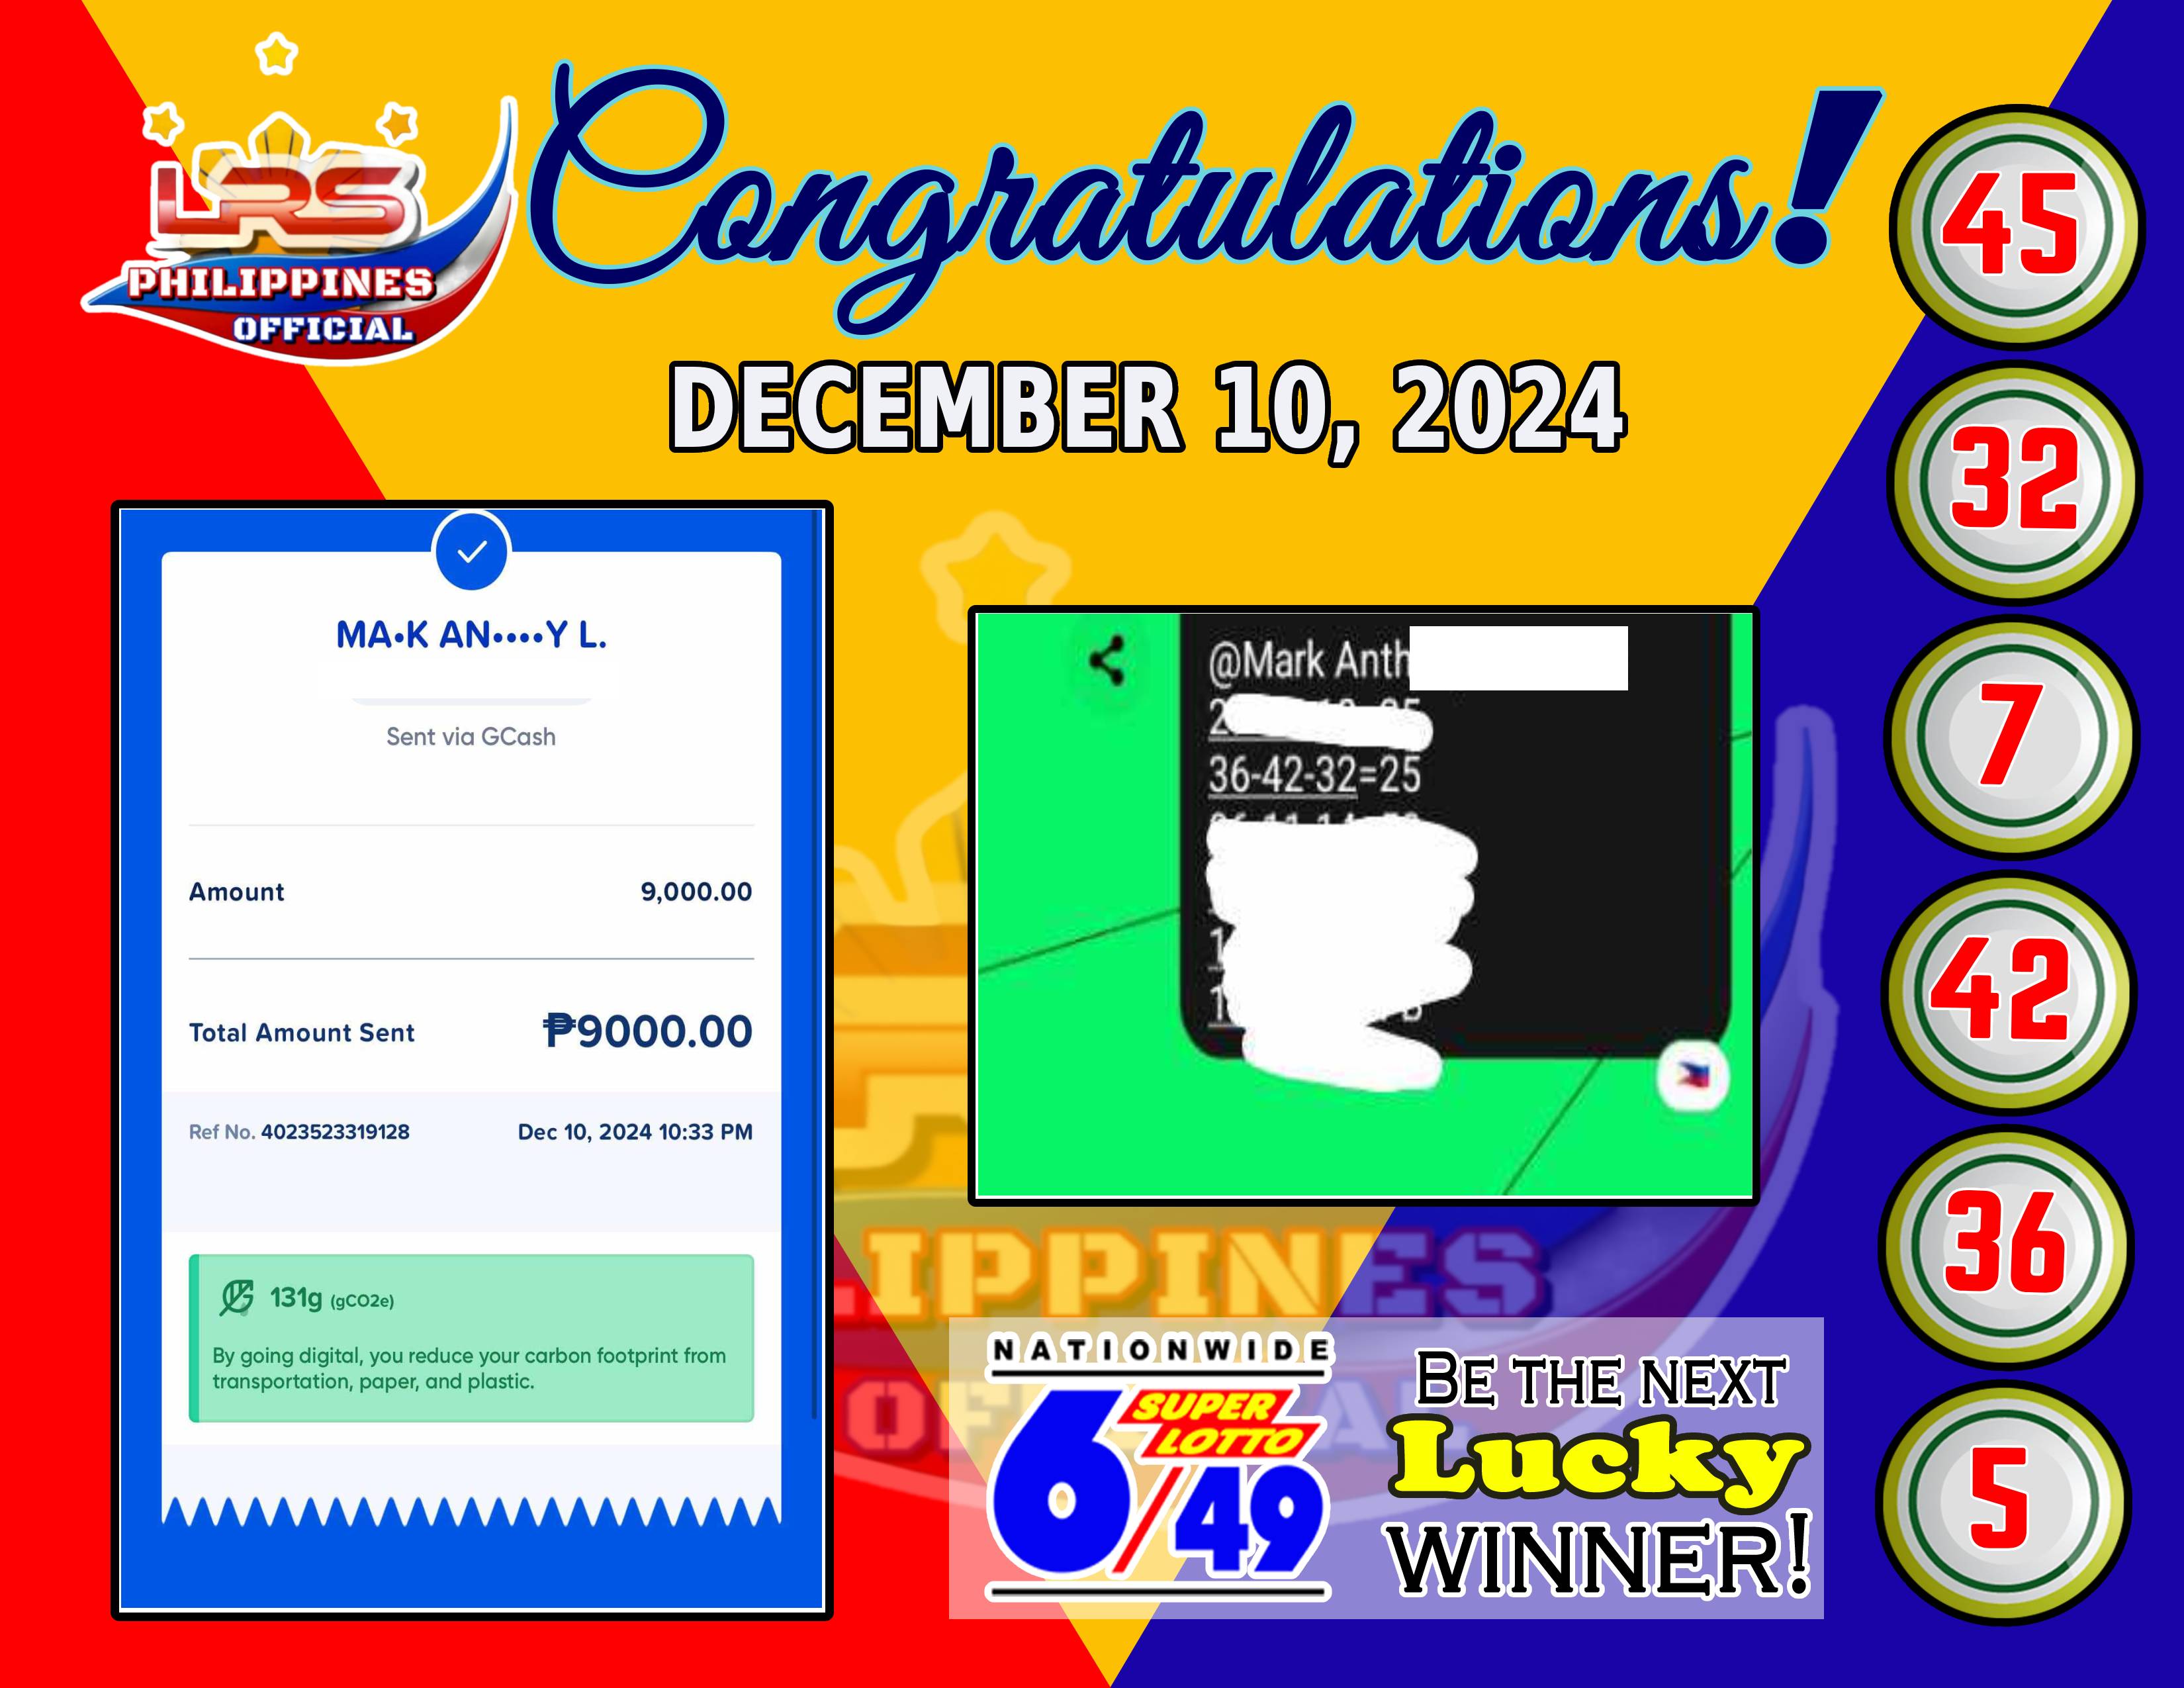 LRS
PHILIPPINES
OFFICIAL
Congratulations!
DECEMBER 10, 2024
MA•K AN••••Y L.
Sent via GCash
Amount 9,000.00
Total Amount Sent ₱9000.00
Ref No. 4023523319128 Dec 10, 2024 10:33 PM
131g (gCO2e)
By going digital, you reduce your carbon footprint from
transportation, paper, and plastic.
@Mark Anth
36-42-32=25
NATIONWIDE
SUPER
LOTTO
6/49
BE THE NEXT
Lucky
WINNER!
45
32
7
42
36
5